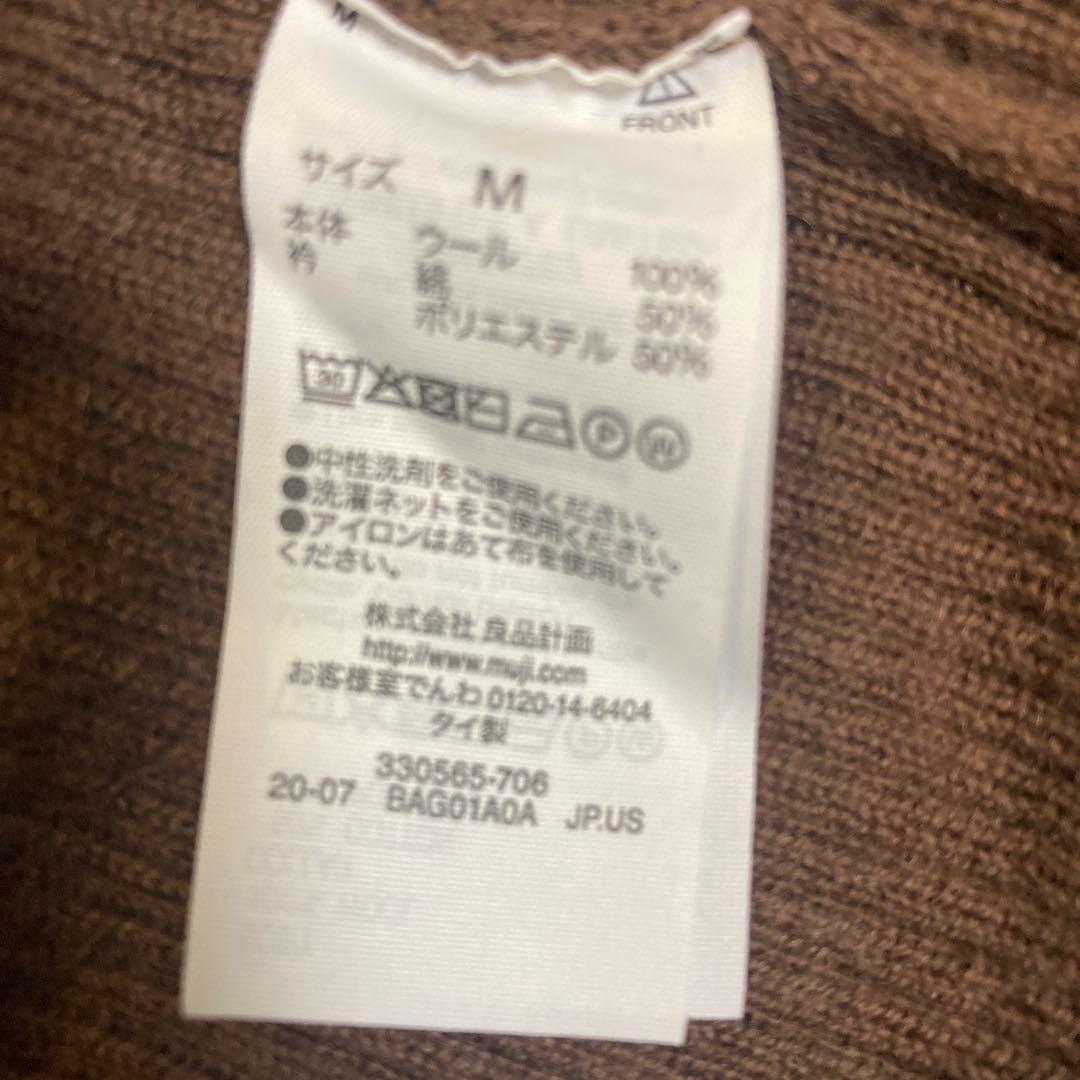 M
FRONT
サイズ M
本体 ウール 100%
衿 綿 50%
ポリエステル 50%
30
P
W
●中性洗剤をご使用ください。
●洗濯ネットをご使用ください。
●アイロンはあて布を使用して
ください。
株式会社 良品計画
http://www.muji.com
お客様室でんわ 0120-14-6404
タイ製
330565-706
20-07 BAG01A0A JP.US